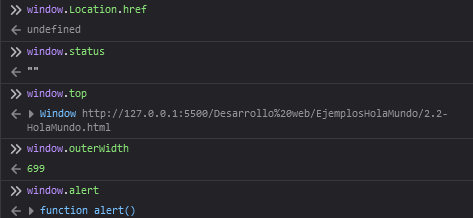 window.Location.href
undefined
window.status
""
window.top
Window http://127.0.0.1:5500/Desarrollo%20web/EjemplosHolaMundo/2.2-
HolaMundo.html
window.outerWidth
699
window.alert
function alert()